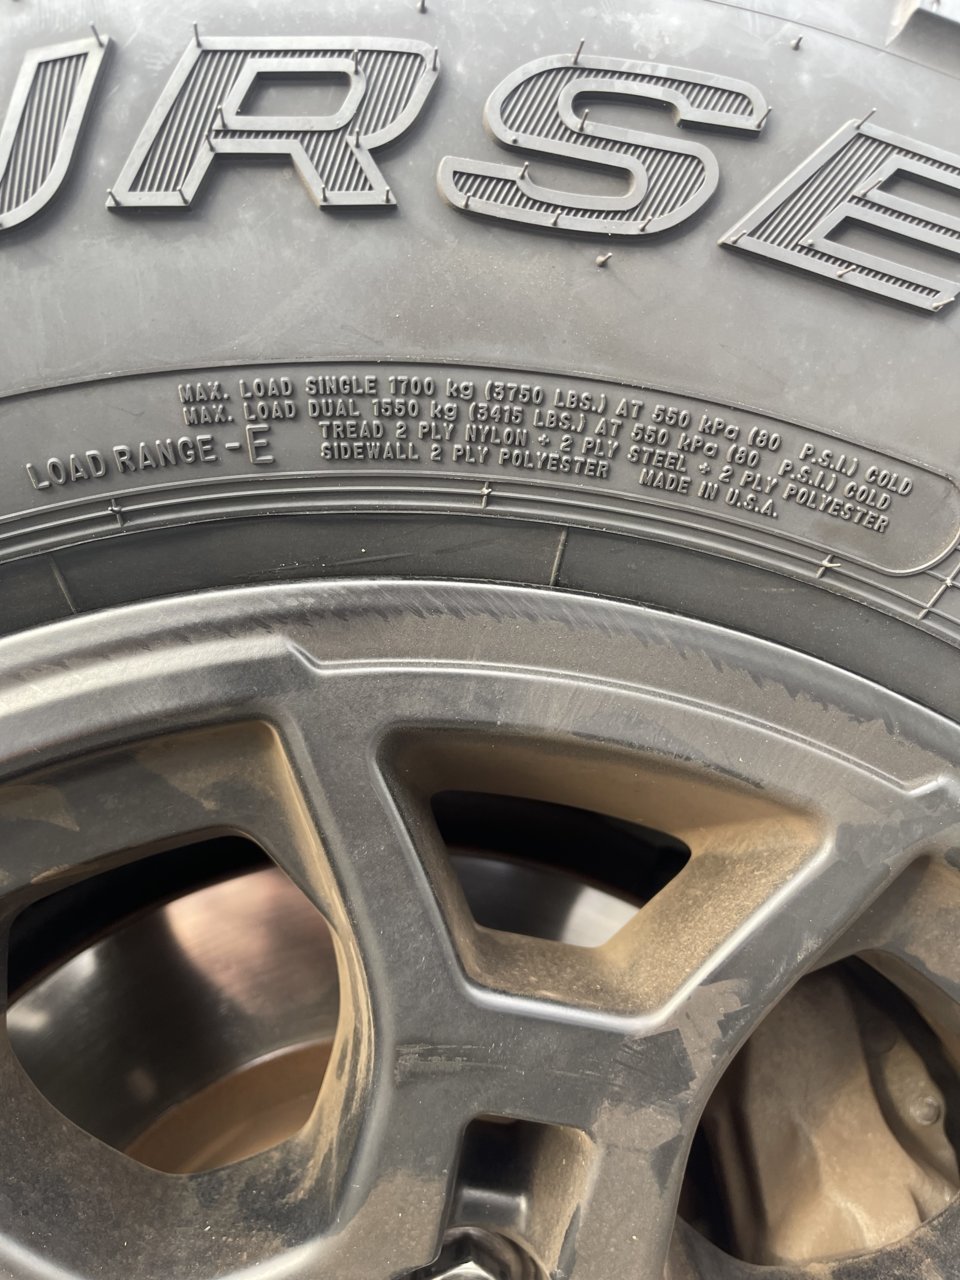 URSE
MAX. LOAD SINGLE 1700 kg (3750 LBS.) AT 550 kPa (80 P.S.I.) COLD
MAX. LOAD DUAL 1550 kg (3415 LBS.) AT 550 kPa (80 P.S.I.) COLD
LOAD RANGE - E TREAD 2 PLY NYLON + 2 PLY STEEL + 2 PLY POLYESTER
SIDEWALL 2 PLY POLYESTER MADE IN U.S.A.